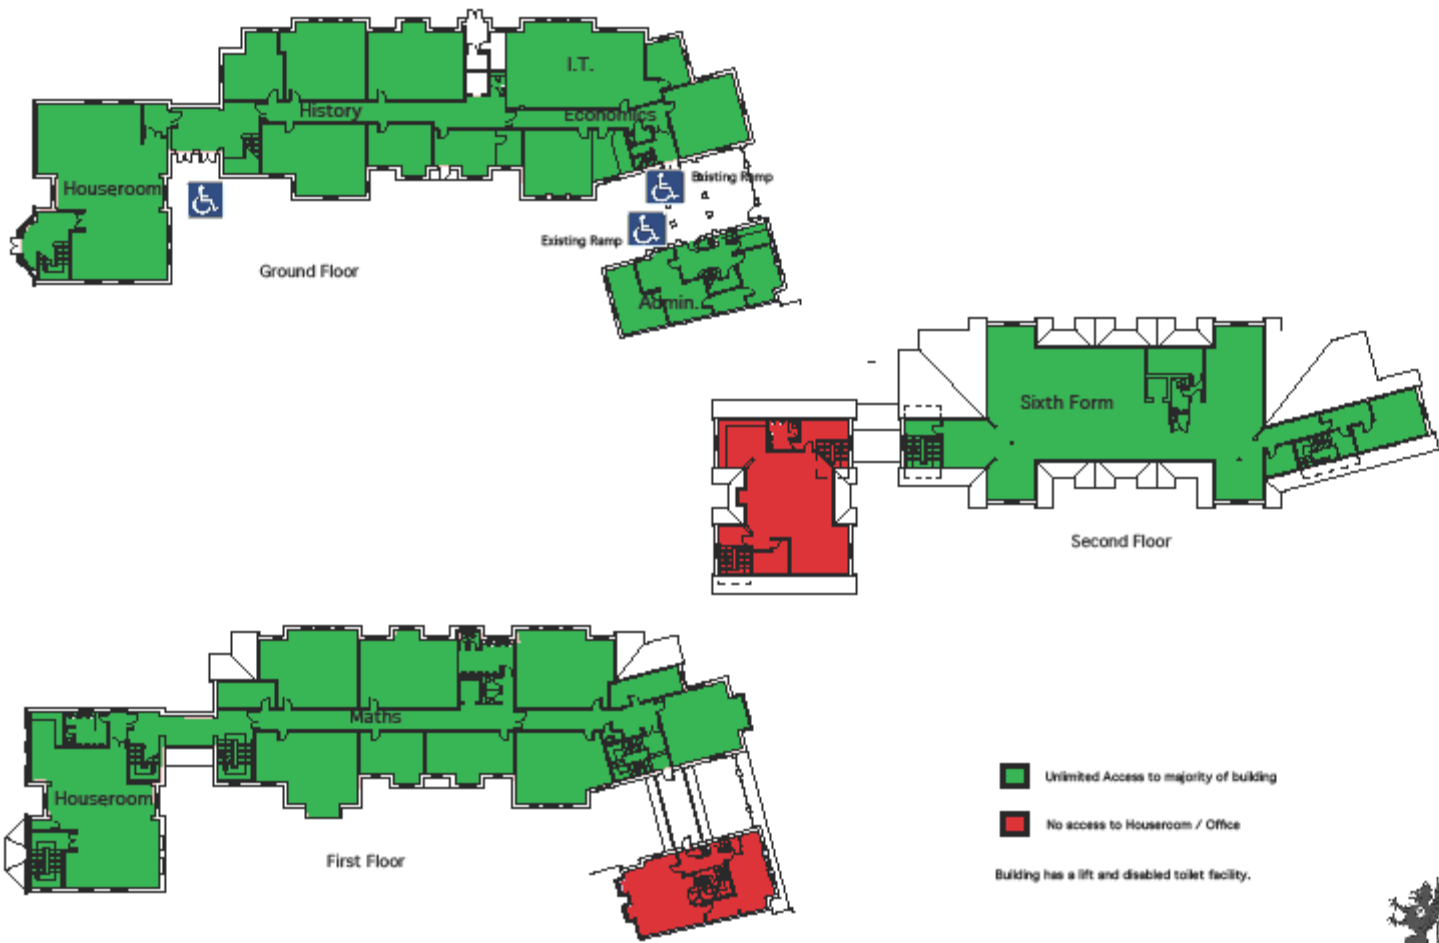 I.T.
History
Economics
Houseroom
Existing Ramp
Existing Ramp
Ground Floor
Admin.
Sixth Form
Second Floor
Maths
Houseroom
First Floor
Unlimited Access to majority of building
No access to Houseroom / Office
Building has a lift and disabled toilet facility.